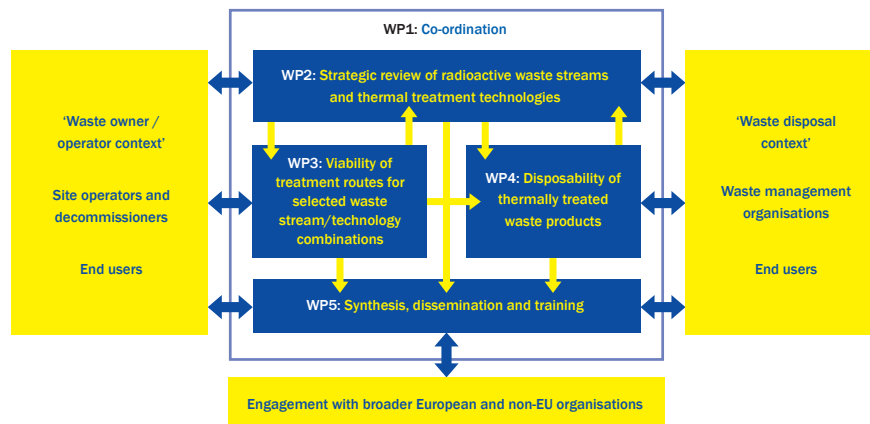 WP1: Co-ordination
‘Waste owner /
operator context’
Site operators and
decommissioners
End users
WP2: Strategic review of radioactive waste streams
and thermal treatment technologies
WP3: Viability of
treatment routes for
selected waste
stream/technology
combinations
WP4: Disposability of
thermally treated
waste products
WP5: Synthesis, dissemination and training
‘Waste disposal
context’
Waste management
organisations
End users
Engagement with broader European and non-EU organisations